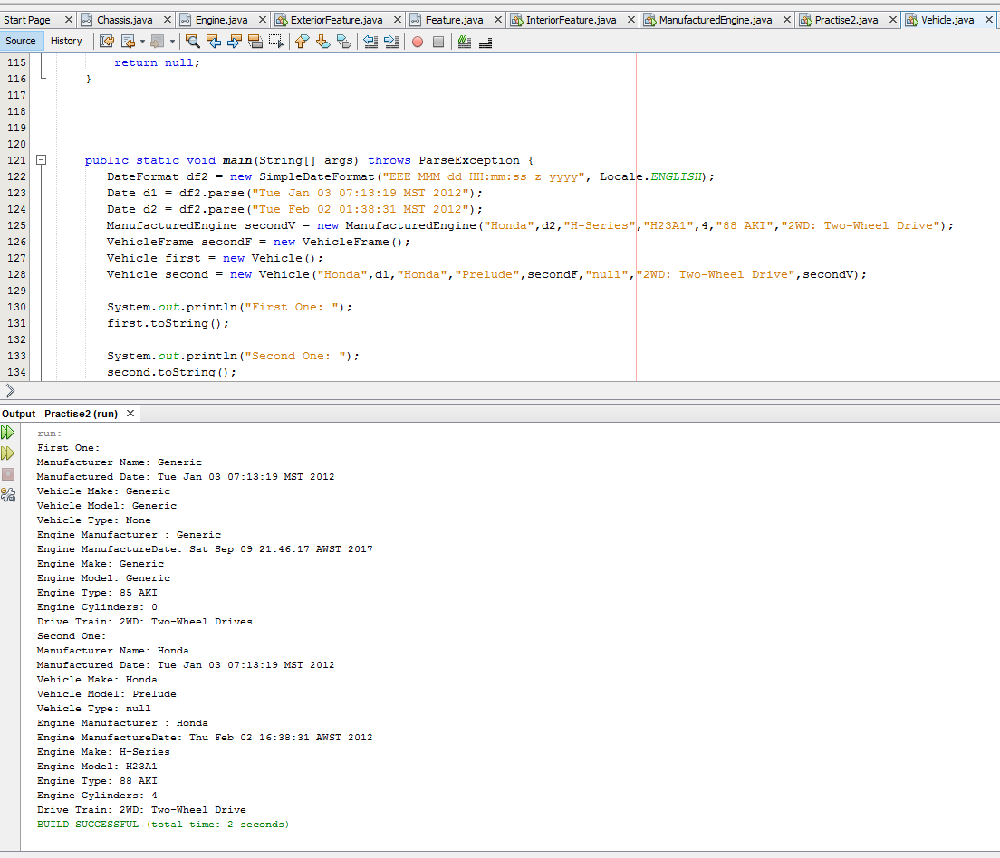 Start Page Chassis.java Engine.java ExteriorFeature.java Feature.java InteriorFeature.java ManufacturedEngine.java Practise2.java Vehicle.java
Source History
115 return null;
116 }
117
118
119
120
121 public static void main(String[] args) throws ParseException {
122 DateFormat df2 = new SimpleDateFormat("EEE MMM dd HH:mm:ss z yyyy", Locale.ENGLISH);
123 Date d1 = df2.parse("Tue Jan 03 07:13:19 MST 2012");
124 Date d2 = df2.parse("Tue Feb 02 01:38:31 MST 2012");
125 ManufacturedEngine secondV = new ManufacturedEngine("Honda",d2,"H-Series","H23A1",4,"88 AKI","2WD: Two-Wheel Drive");
126 VehicleFrame secondF = new VehicleFrame();
127 Vehicle first = new Vehicle();
128 Vehicle second = new Vehicle("Honda",d1,"Honda","Prelude",secondF,"null","2WD: Two-Wheel Drive",secondV);
129
130 System.out.println("First One: ");
131 first.toString();
132
133 System.out.println("Second One: ");
134 second.toString();
Output - Practise2 (run)
run:
First One:
Manufacturer Name: Generic
Manufactured Date: Tue Jan 03 07:13:19 MST 2012
Vehicle Make: Generic
Vehicle Model: Generic
Vehicle Type: None
Engine Manufacturer : Generic
Engine ManufactureDate: Sat Sep 09 21:46:17 AWST 2017
Engine Make: Generic
Engine Model: Generic
Engine Type: 85 AKI
Engine Cylinders: 0
Drive Train: 2WD: Two-Wheel Drives
Second One:
Manufacturer Name: Honda
Manufactured Date: Tue Jan 03 07:13:19 MST 2012
Vehicle Make: Honda
Vehicle Model: Prelude
Vehicle Type: null
Engine Manufacturer : Honda
Engine ManufactureDate: Thu Feb 02 16:38:31 AWST 2012
Engine Make: H-Series
Engine Model: H23A1
Engine Type: 88 AKI
Engine Cylinders: 4
Drive Train: 2WD: Two-Wheel Drive
BUILD SUCCESSFUL (total time: 2 seconds)